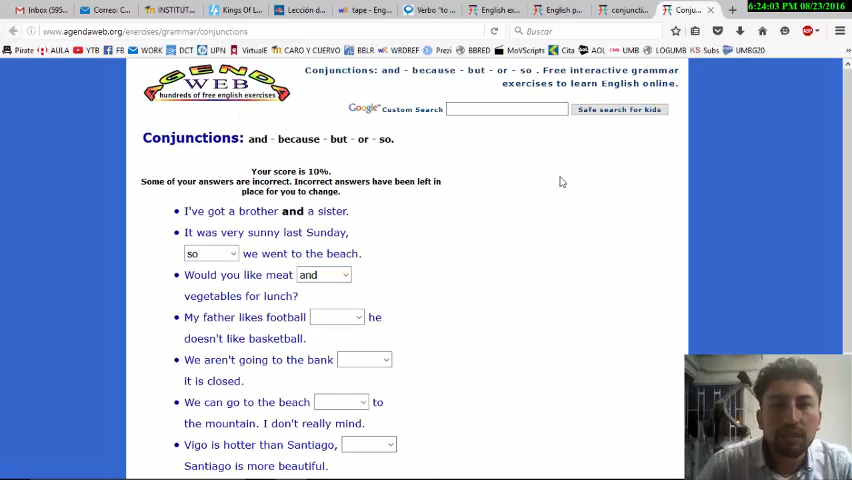 Inbox (595...
Correo: C...
INSTITUT...
Kings Of L...
Lección d...
tape - Eng...
Verbo "to ...
English ex...
English p...
conjuncti...
Conju...
6:24:03 PM 08/23/2016
www.agendaweb.org/exercises/grammar/conjunctions
Buscar
Más visitados
AULA
YTB
FB
WORK
DCT
UPN
VirtualE
CARO Y CUERVO
BBLR
WRDREF
Prezi
BBRED
MoVScripts
CIA
AOL
UMB
LOGUMB
KS Subs
UMBG20
AGENDA
WEB
hundreds of free english exercises
Conjunctions: and - because - but - or - so . Free interactive grammar
exercises to learn English online.
Google Custom Search
Safe search for kids
Conjunctions: and - because - but - or - so.
Your score is 10%.
Some of your answers are incorrect. Incorrect answers have been left in
place for you to change.
I've got a brother and a sister.
It was very sunny last Sunday,
so we went to the beach.
Would you like meat and
vegetables for lunch?
My father likes football he
doesn't like basketball.
We aren't going to the bank
it is closed.
We can go to the beach to
the mountain. I don't really mind.
Vigo is hotter than Santiago,
Santiago is more beautiful.